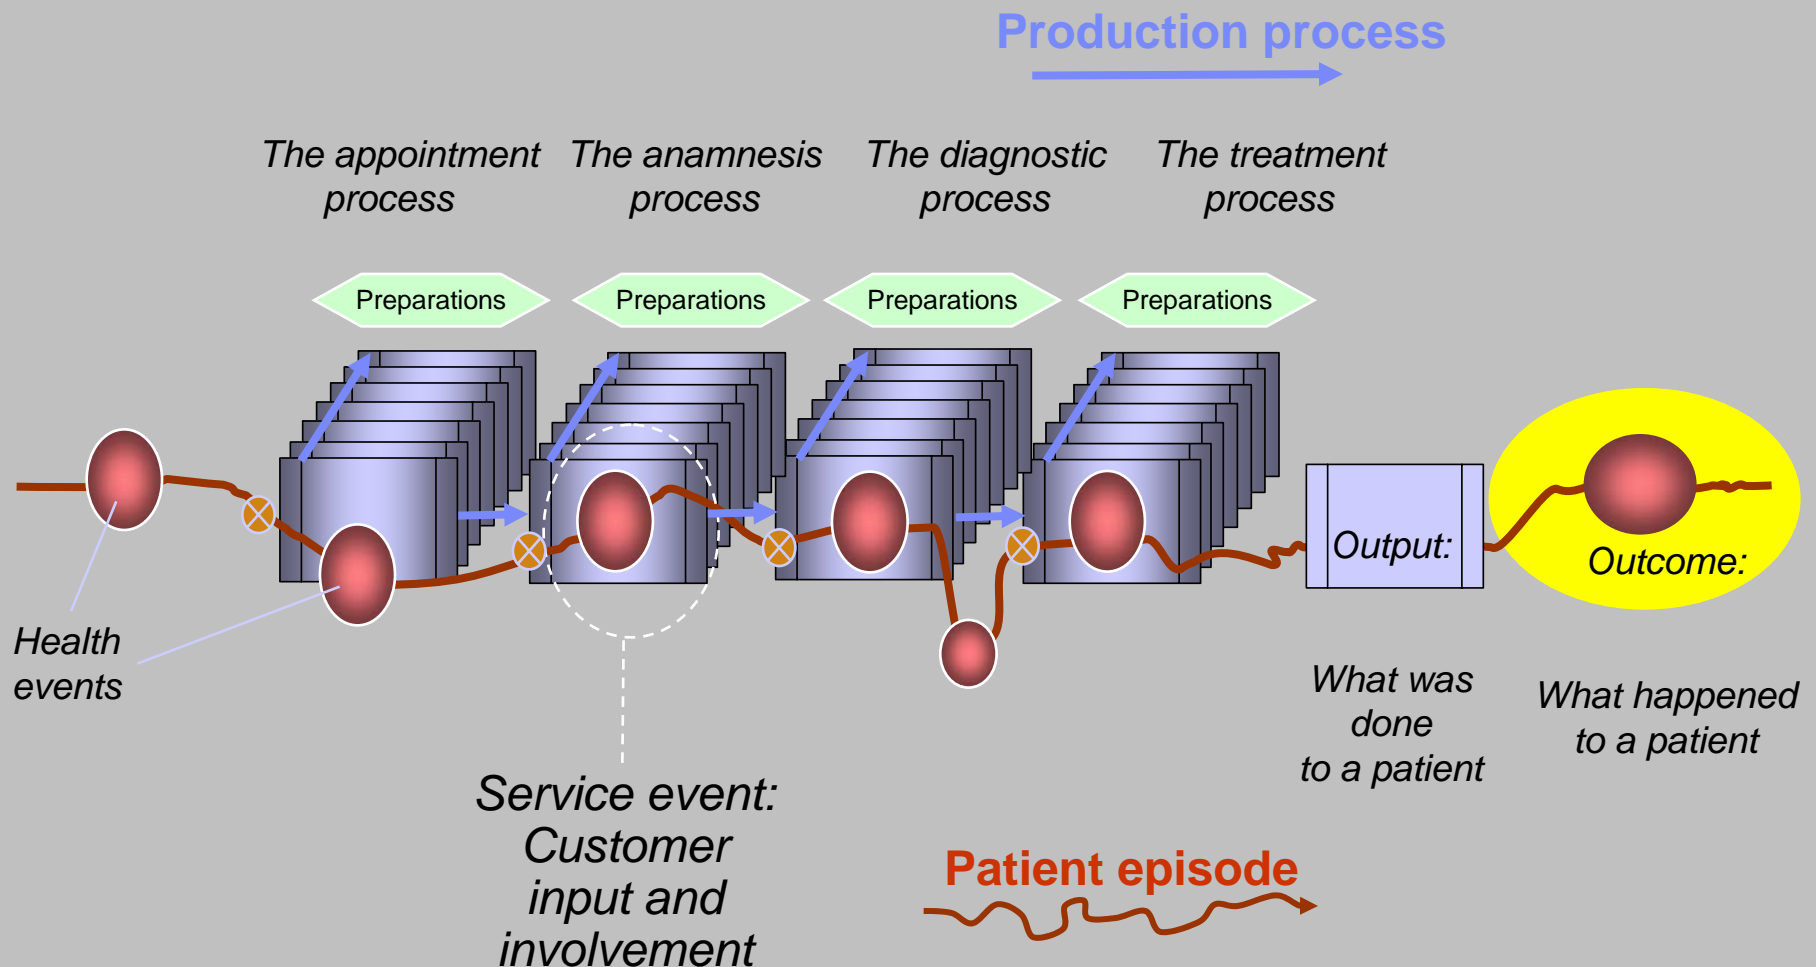 Production process
The appointment
process
The anamnesis
process
The diagnostic
process
The treatment
process
Preparations
Preparations
Preparations
Preparations
Output:
Outcome:
Health
events
What was
done
to a patient
What happened
to a patient
Service event:
Customer
input and
involvement
Patient episode